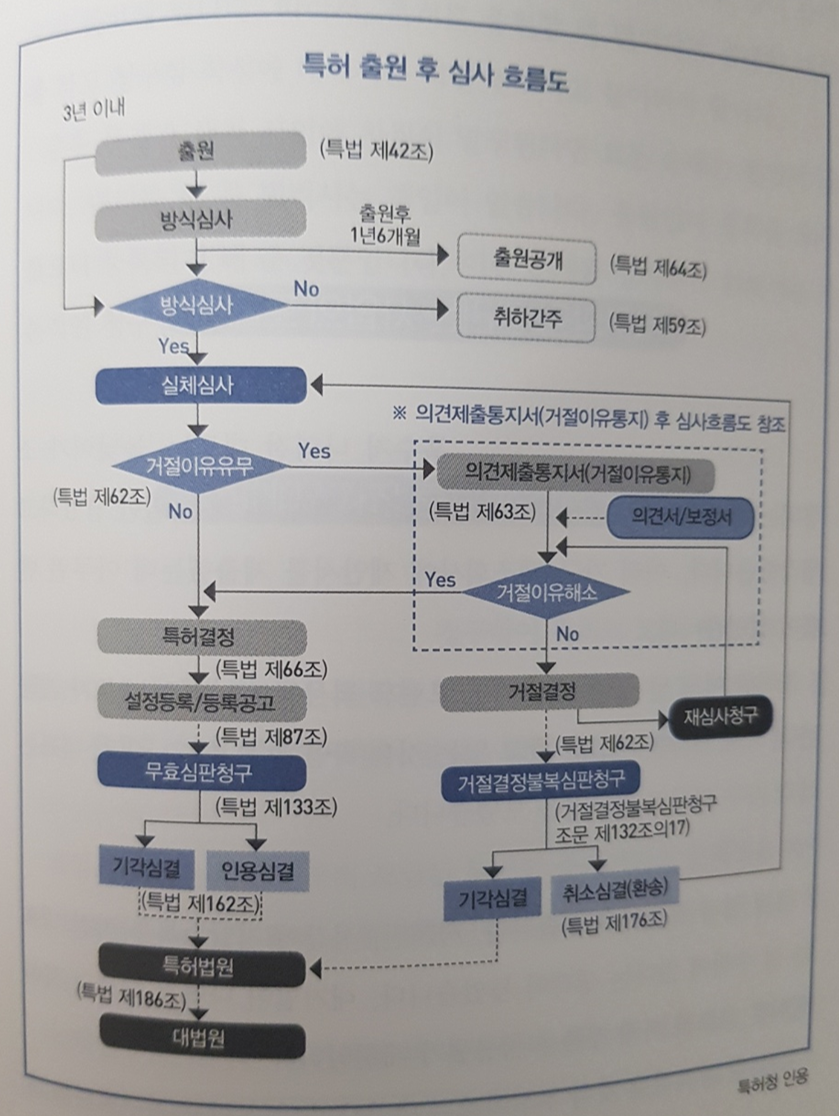 특허 출원 후 심사 흐름도
3년 이내
출원
(특법 제42조)
방식심사
출원후
1년6개월
출원공개
(특법 제64조)
방식심사
No
취하간주
(특법 제59조)
Yes
실체심사
※ 의견제출통지서(거절이유통지) 후 심사흐름도 참조
거절이유유무
Yes
의견제출통지서(거절이유통지)
(특법 제62조)
(특법 제63조)
의견서/보정서
No
Yes
거절이유해소
No
특허결정
(특법 제66조)
거절결정
설정등록/등록공고
재심사청구
(특법 제87조)
(특법 제62조)
무효심판청구
거절결정불복심판청구
(특법 제133조)
(거절결정불복심판청구
조문 제132조의17)
기각심결
인용심결
기각심결
취소심결(환송)
(특법 제162조)
(특법 제176조)
특허법원
(특법 제186조)
대법원
특허청 인용